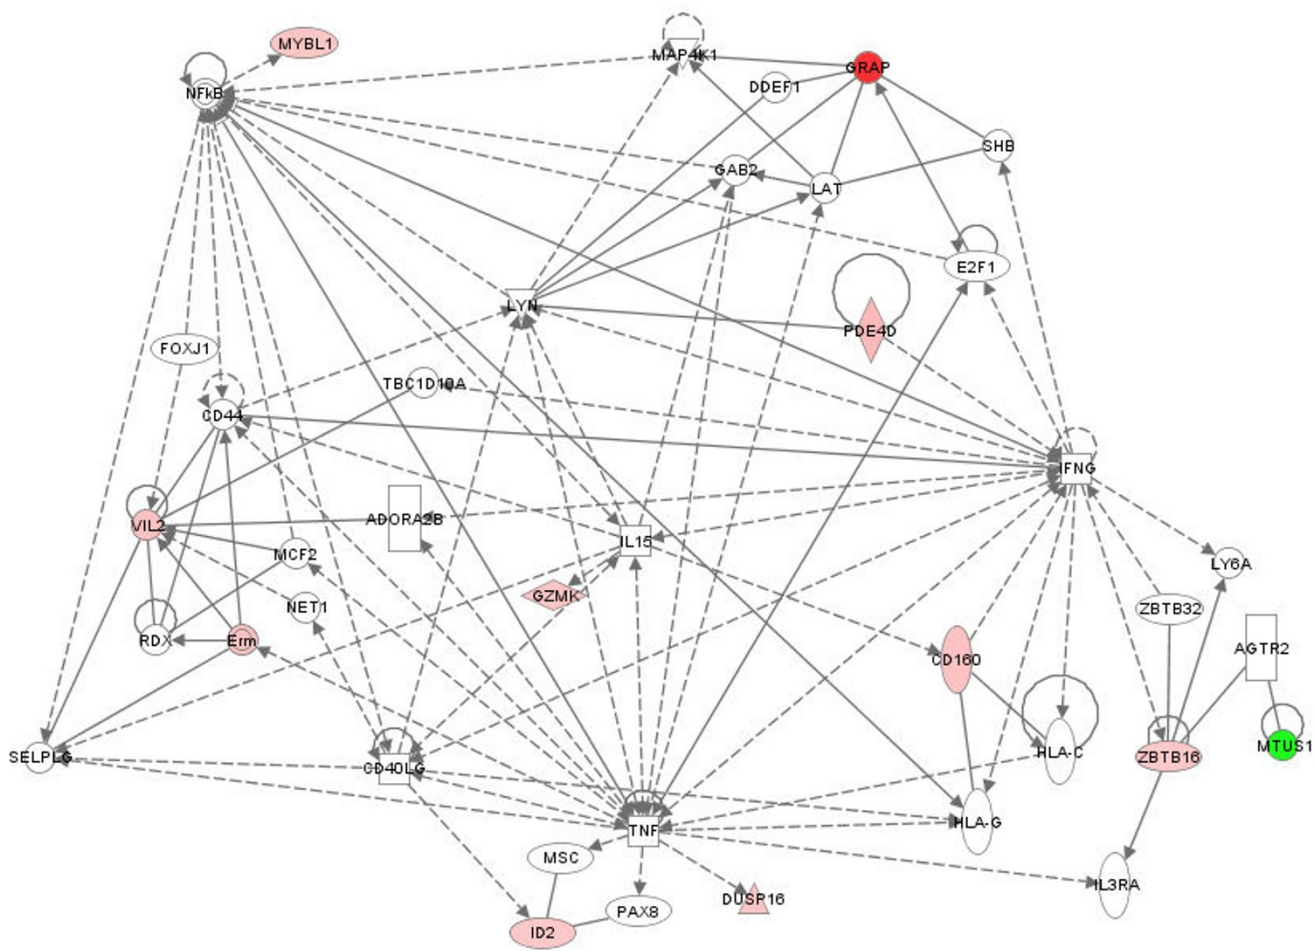 MYBL1
MAP4K1
GRAP
DDEF1
NFkB
SHB
GAB2
LAT
E2F1
LYN
PDE4D
FOXJ1
TBC1D10A
CD44
IFNG
VIL2
ADORA2B
IL15
MCF2
LY6A
GZMK
NET1
ZBTB32
RDX
Erm
AGTR2
CD160
SELPLG
CD40LG
HLA-C
ZBTB16
MTUS1
HLA-G
TNF
MSC
IL3RA
DUSP16
PAX8
ID2